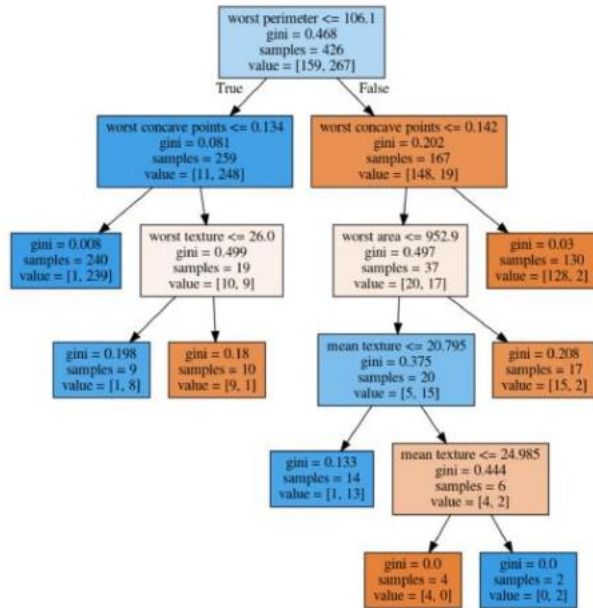 worst perimeter <= 106.1
gini = 0.468
samples = 426
value = [159, 267]
True
False
worst concave points <= 0.134
gini = 0.081
samples = 259
value = [11, 248]
worst concave points <= 0.142
gini = 0.202
samples = 167
value = [148, 19]
gini = 0.008
samples = 240
value = [1, 239]
worst texture <= 26.0
gini = 0.499
samples = 19
value = [10, 9]
worst area <= 952.9
gini = 0.497
samples = 37
value = [20, 17]
gini = 0.03
samples = 130
value = [128, 2]
gini = 0.198
samples = 9
value = [1, 8]
gini = 0.18
samples = 10
value = [9, 1]
mean texture <= 20.795
gini = 0.375
samples = 20
value = [5, 15]
gini = 0.208
samples = 17
value = [15, 2]
gini = 0.133
samples = 14
value = [1, 13]
mean texture <= 24.985
gini = 0.444
samples = 6
value = [4, 2]
gini = 0.0
samples = 4
value = [4, 0]
gini = 0.0
samples = 2
value = [0, 2]